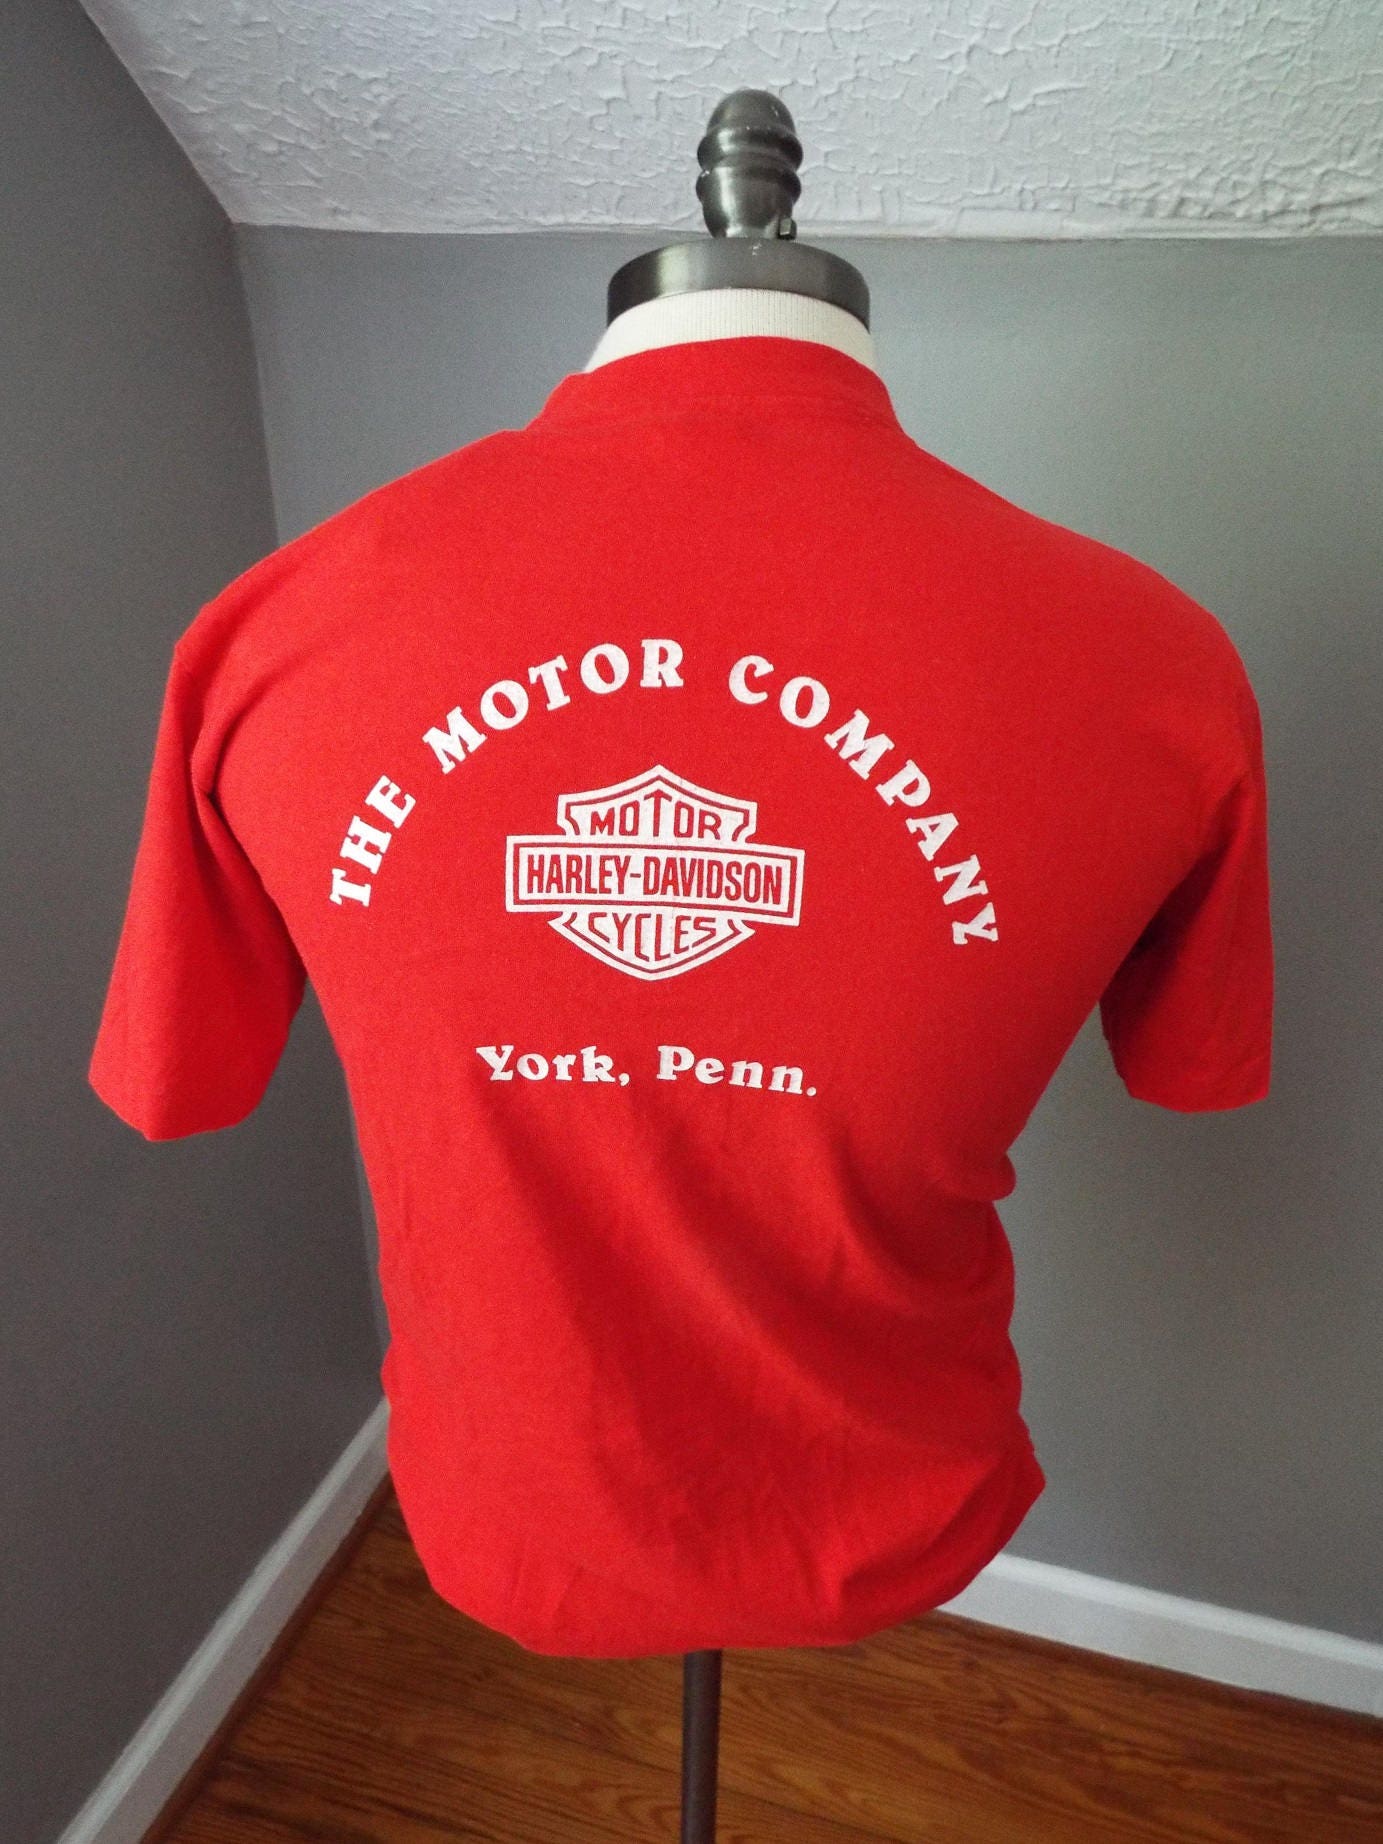 THE MOTOR COMPANY
MOTOR
HARLEY-DAVIDSON
CYCLES
York, Penn.